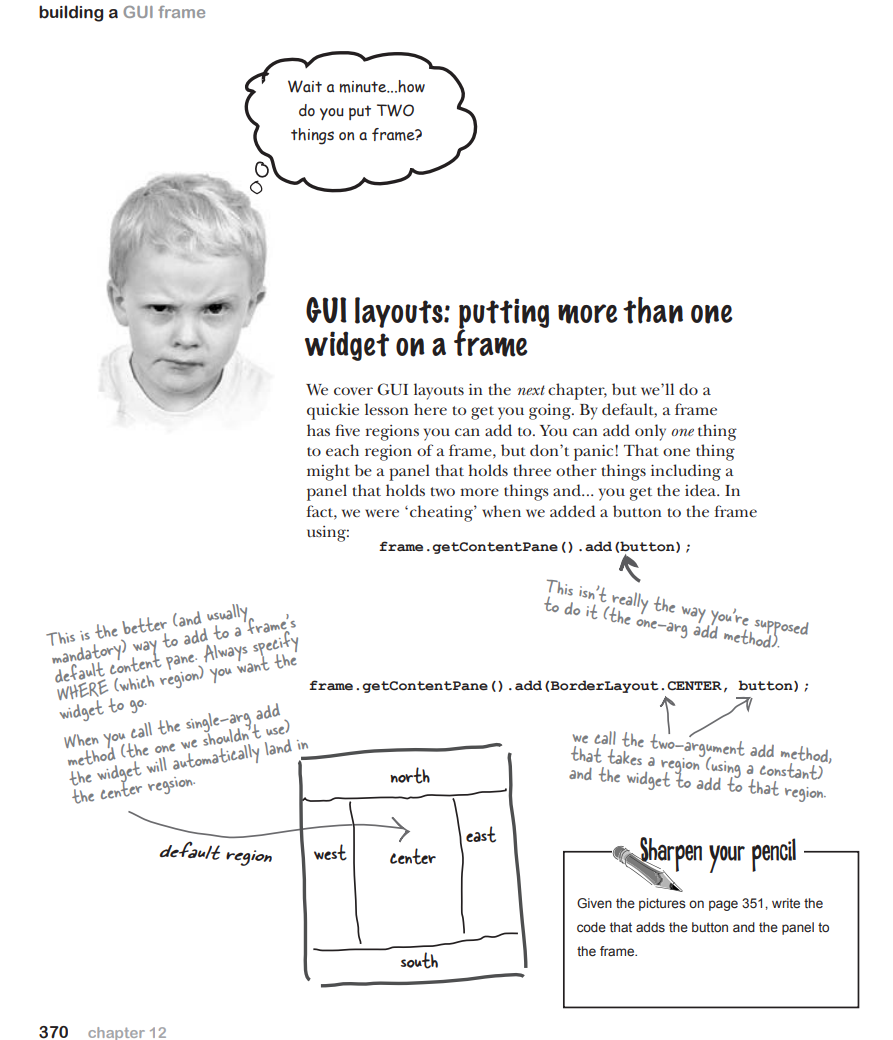 building a GUI frame
Wait a minute...how
do you put TWO
things on a frame?
GUI layouts: putting more than one
widget on a frame
We cover GUI layouts in the next chapter, but we’ll do a
quickie lesson here to get you going. By default, a frame
has five regions you can add to. You can add only one thing
to each region of a frame, but don’t panic! That one thing
might be a panel that holds three other things including a
panel that holds two more things and... you get the idea. In
fact, we were ‘cheating’ when we added a button to the frame
using:
frame.getContentPane().add(button);
This isn’t really the way you’re supposed
to do it (the one-arg add method).
This is the better (and usually
mandatory) way to add to a frame’s
default content pane. Always specify
WHERE (which region) you want the
widget to go.
When you call the single-arg add
method (the one we shouldn’t use)
the widget will automatically land in
the center regsion.
frame.getContentPane().add(BorderLayout.CENTER, button);
we call the two-argument add method,
that takes a region (using a constant)
and the widget to add to that region.
default region
north
west
center
east
south
Sharpen your pencil
Given the pictures on page 351, write the
code that adds the button and the panel to
the frame.
370 chapter 12